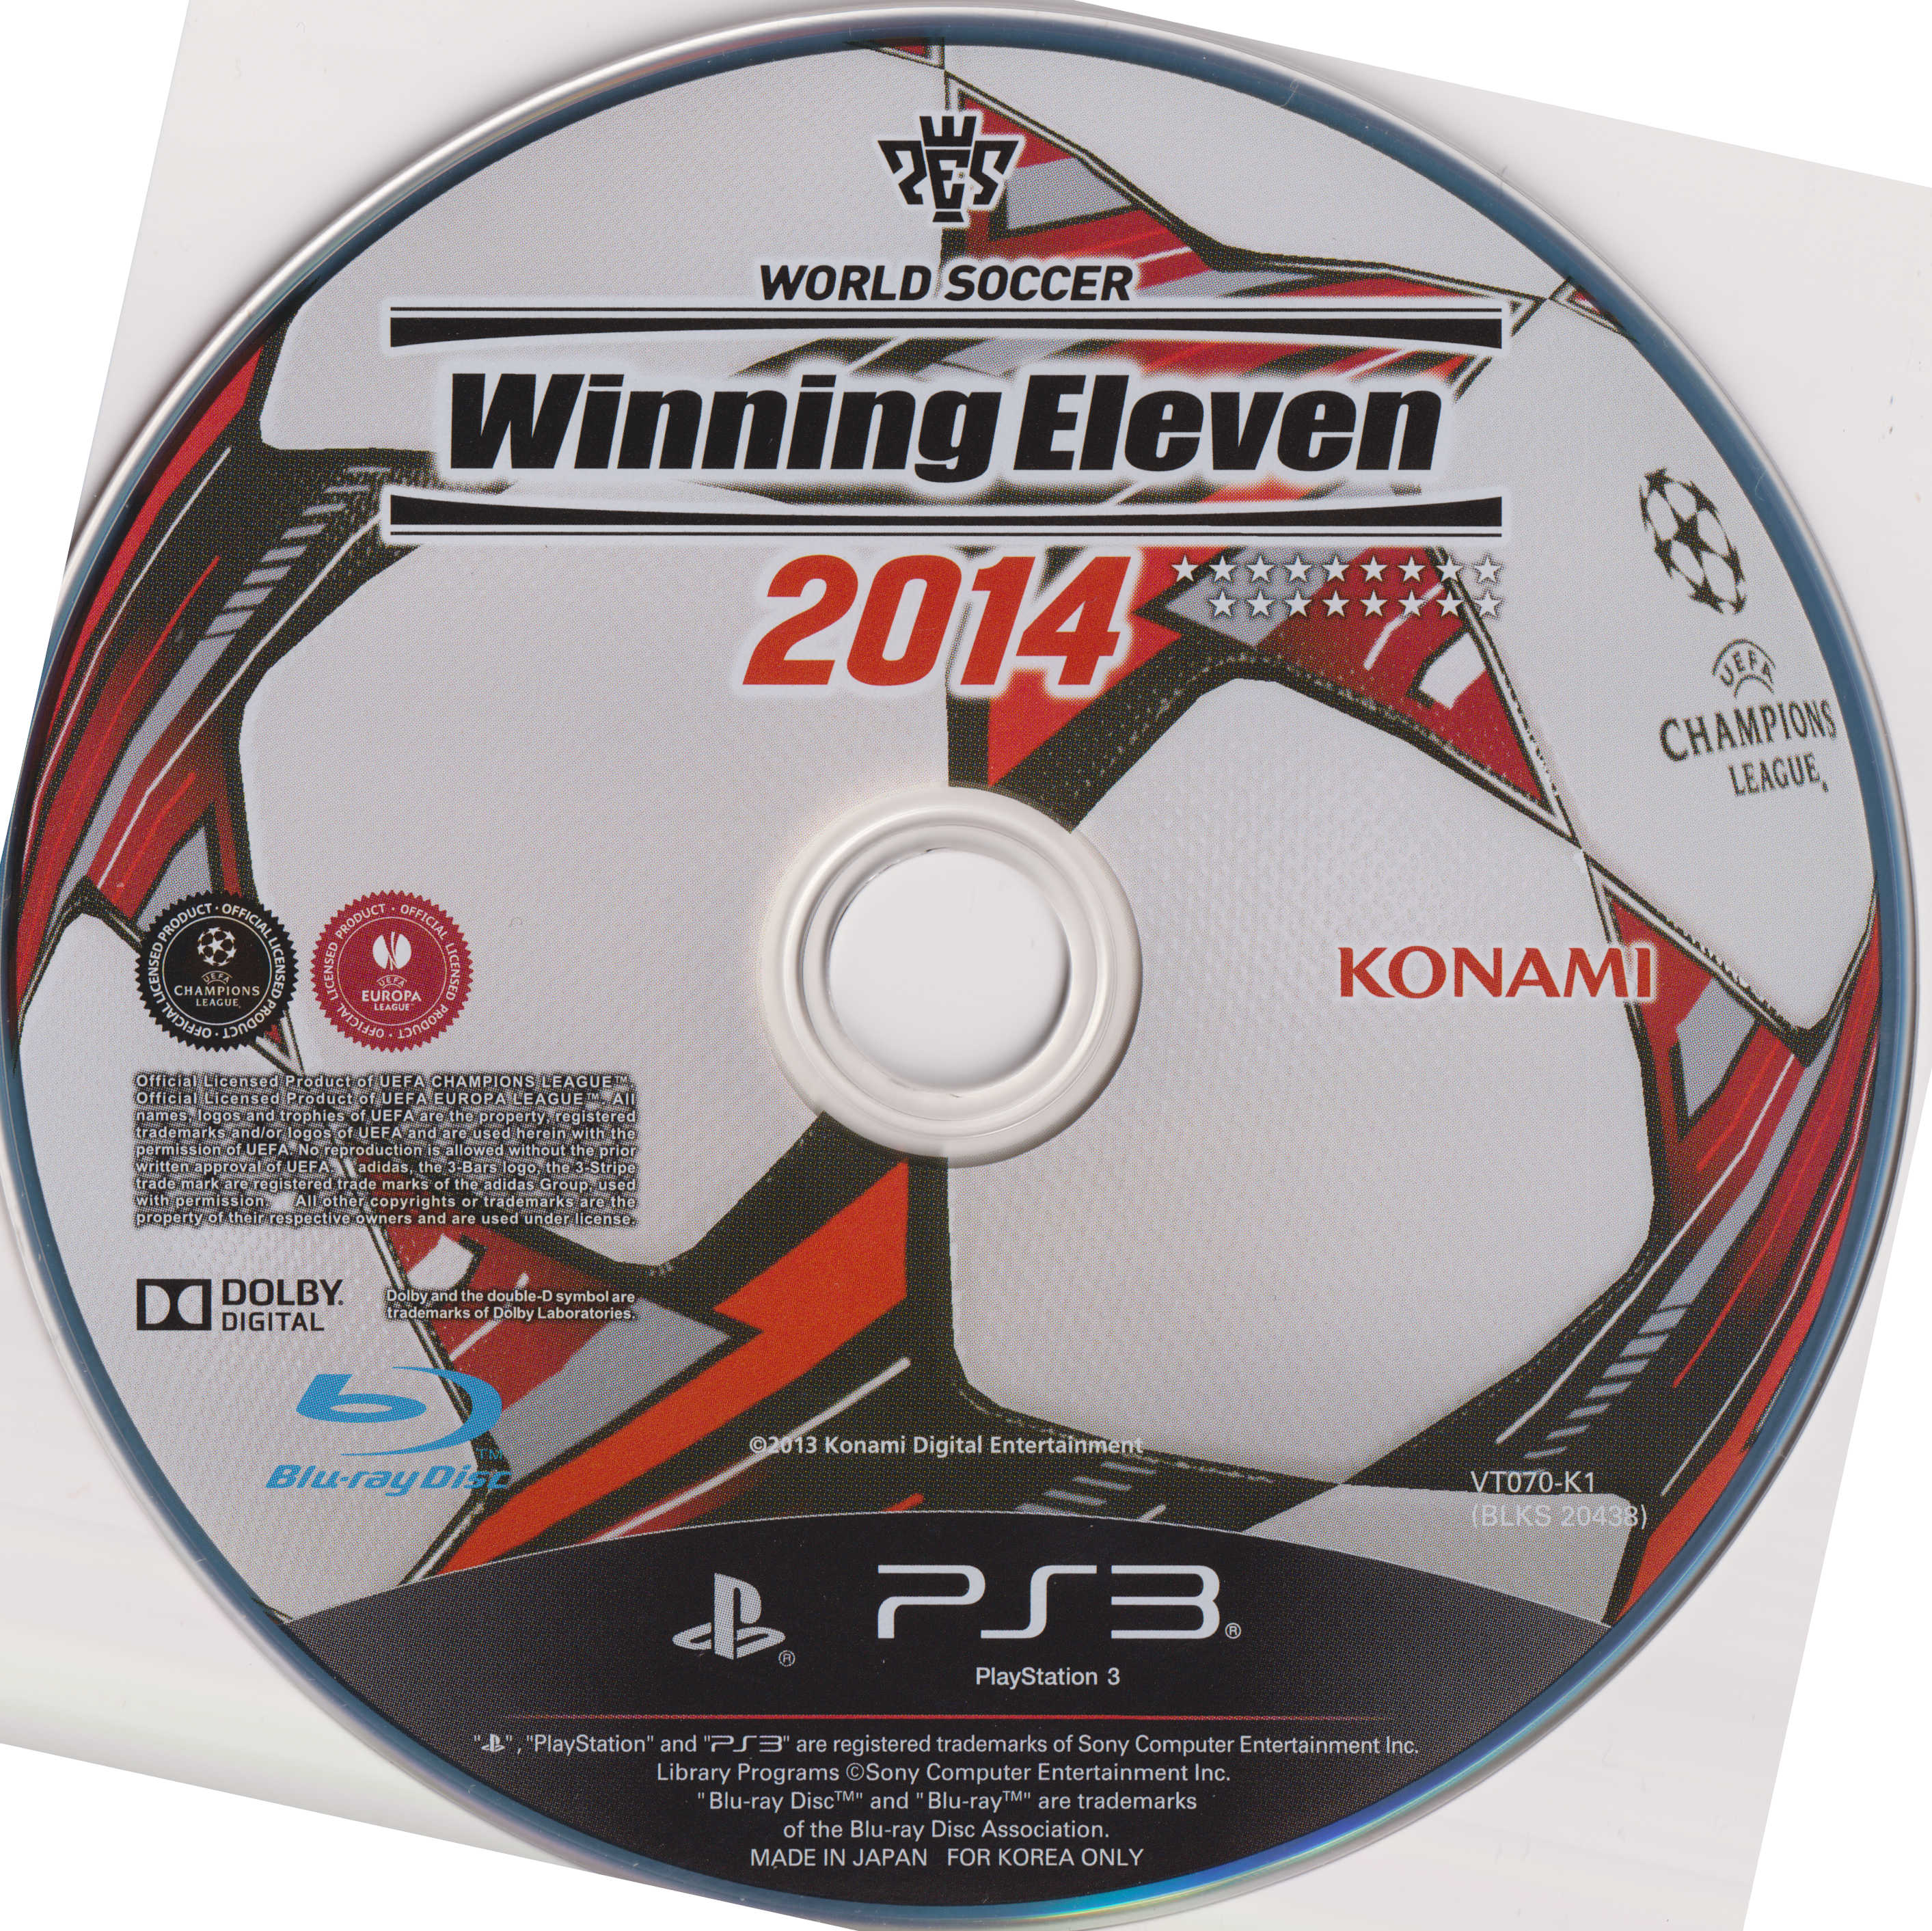 PES
WORLD SOCCER
Winning Eleven
2014
UEFA
CHAMPIONS
LEAGUE®
OFFICIAL LICENSED PRODUCT · OFFICIAL LICENSED PRODUCT ·
UEFA
CHAMPIONS
LEAGUE
OFFICIAL LICENSED PRODUCT · OFFICIAL LICENSED PRODUCT ·
UEFA
EUROPA
LEAGUE™
KONAMI
Official Licensed Product of UEFA CHAMPIONS LEAGUE™.
Official Licensed Product of UEFA EUROPA LEAGUE™. All
names, logos and trophies of UEFA are the property, registered
trademarks and/or logos of UEFA and are used herein with the
permission of UEFA. No reproduction is allowed without the prior
written approval of UEFA. adidas, the 3-Bars logo, the 3-Stripe
trade mark are registered trade marks of the adidas Group, used
with permission. All other copyrights or trademarks are the
property of their respective owners and are used under license.
DOLBY.
DIGITAL
Dolby and the double-D symbol are
trademarks of Dolby Laboratories.
TM
Blu-ray Disc
©2013 Konami Digital Entertainment
VT070-K1
(BLKS 20438)
PS3®
PlayStation 3
"PS", "PlayStation" and "PS3" are registered trademarks of Sony Computer Entertainment Inc.
Library Programs ©Sony Computer Entertainment Inc.
"Blu-ray Disc™" and "Blu-ray™" are trademarks
of the Blu-ray Disc Association.
MADE IN JAPAN FOR KOREA ONLY